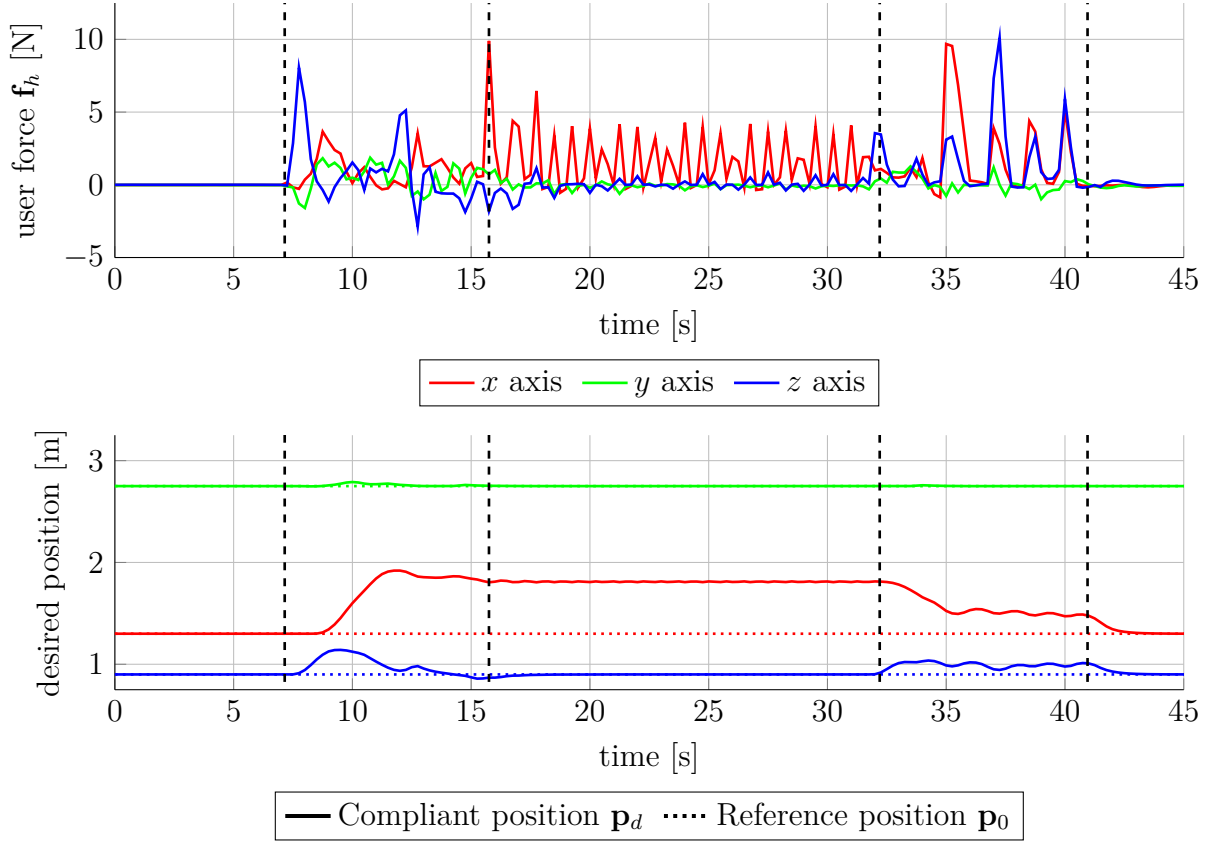 user force f_h [N]
10
5
0
−5
0 5 10 15 20 25 30 35 40 45
time [s]
x axis y axis z axis
desired position [m]
3
2
1
0 5 10 15 20 25 30 35 40 45
time [s]
Compliant position p_d Reference position p_0